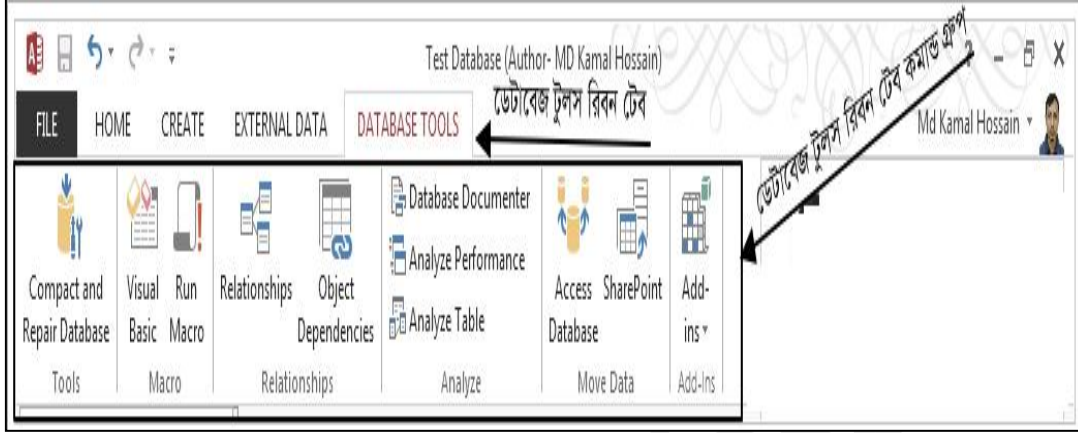 Test Database (Author- MD Kamal Hossain)
?
FILE HOME CREATE EXTERNAL DATA DATABASE TOOLS
ডেটাবেজ টুলস রিবন টেব
ডেটাবেজ টুলস রিবন টেব কমান্ড গ্রুপ
Md Kamal Hossain
Compact and
Repair Database
Visual
Basic
Run
Macro
Relationships
Object
Dependencies
Database Documenter
Analyze Performance
Analyze Table
Access
Database
SharePoint
Add-
ins
Tools Macro Relationships Analyze Move Data Add-Ins